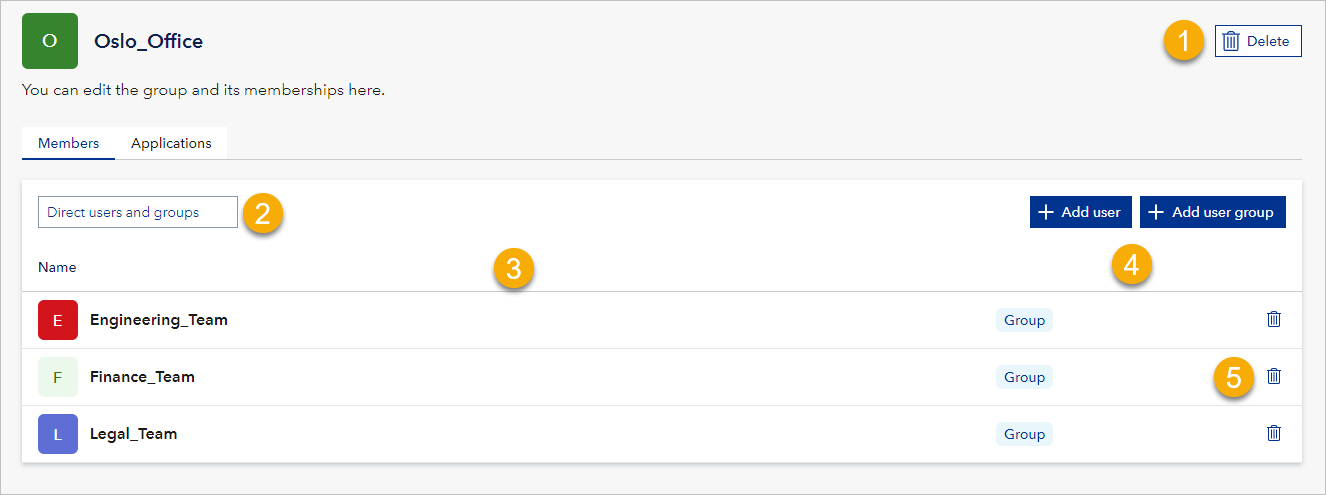 O Oslo_Office 1 Delete
You can edit the group and its memberships here.
Members Applications
Direct users and groups 2 Add user Add user group
Name 3 4
E Engineering_Team Group
F Finance_Team Group 5
L Legal_Team Group